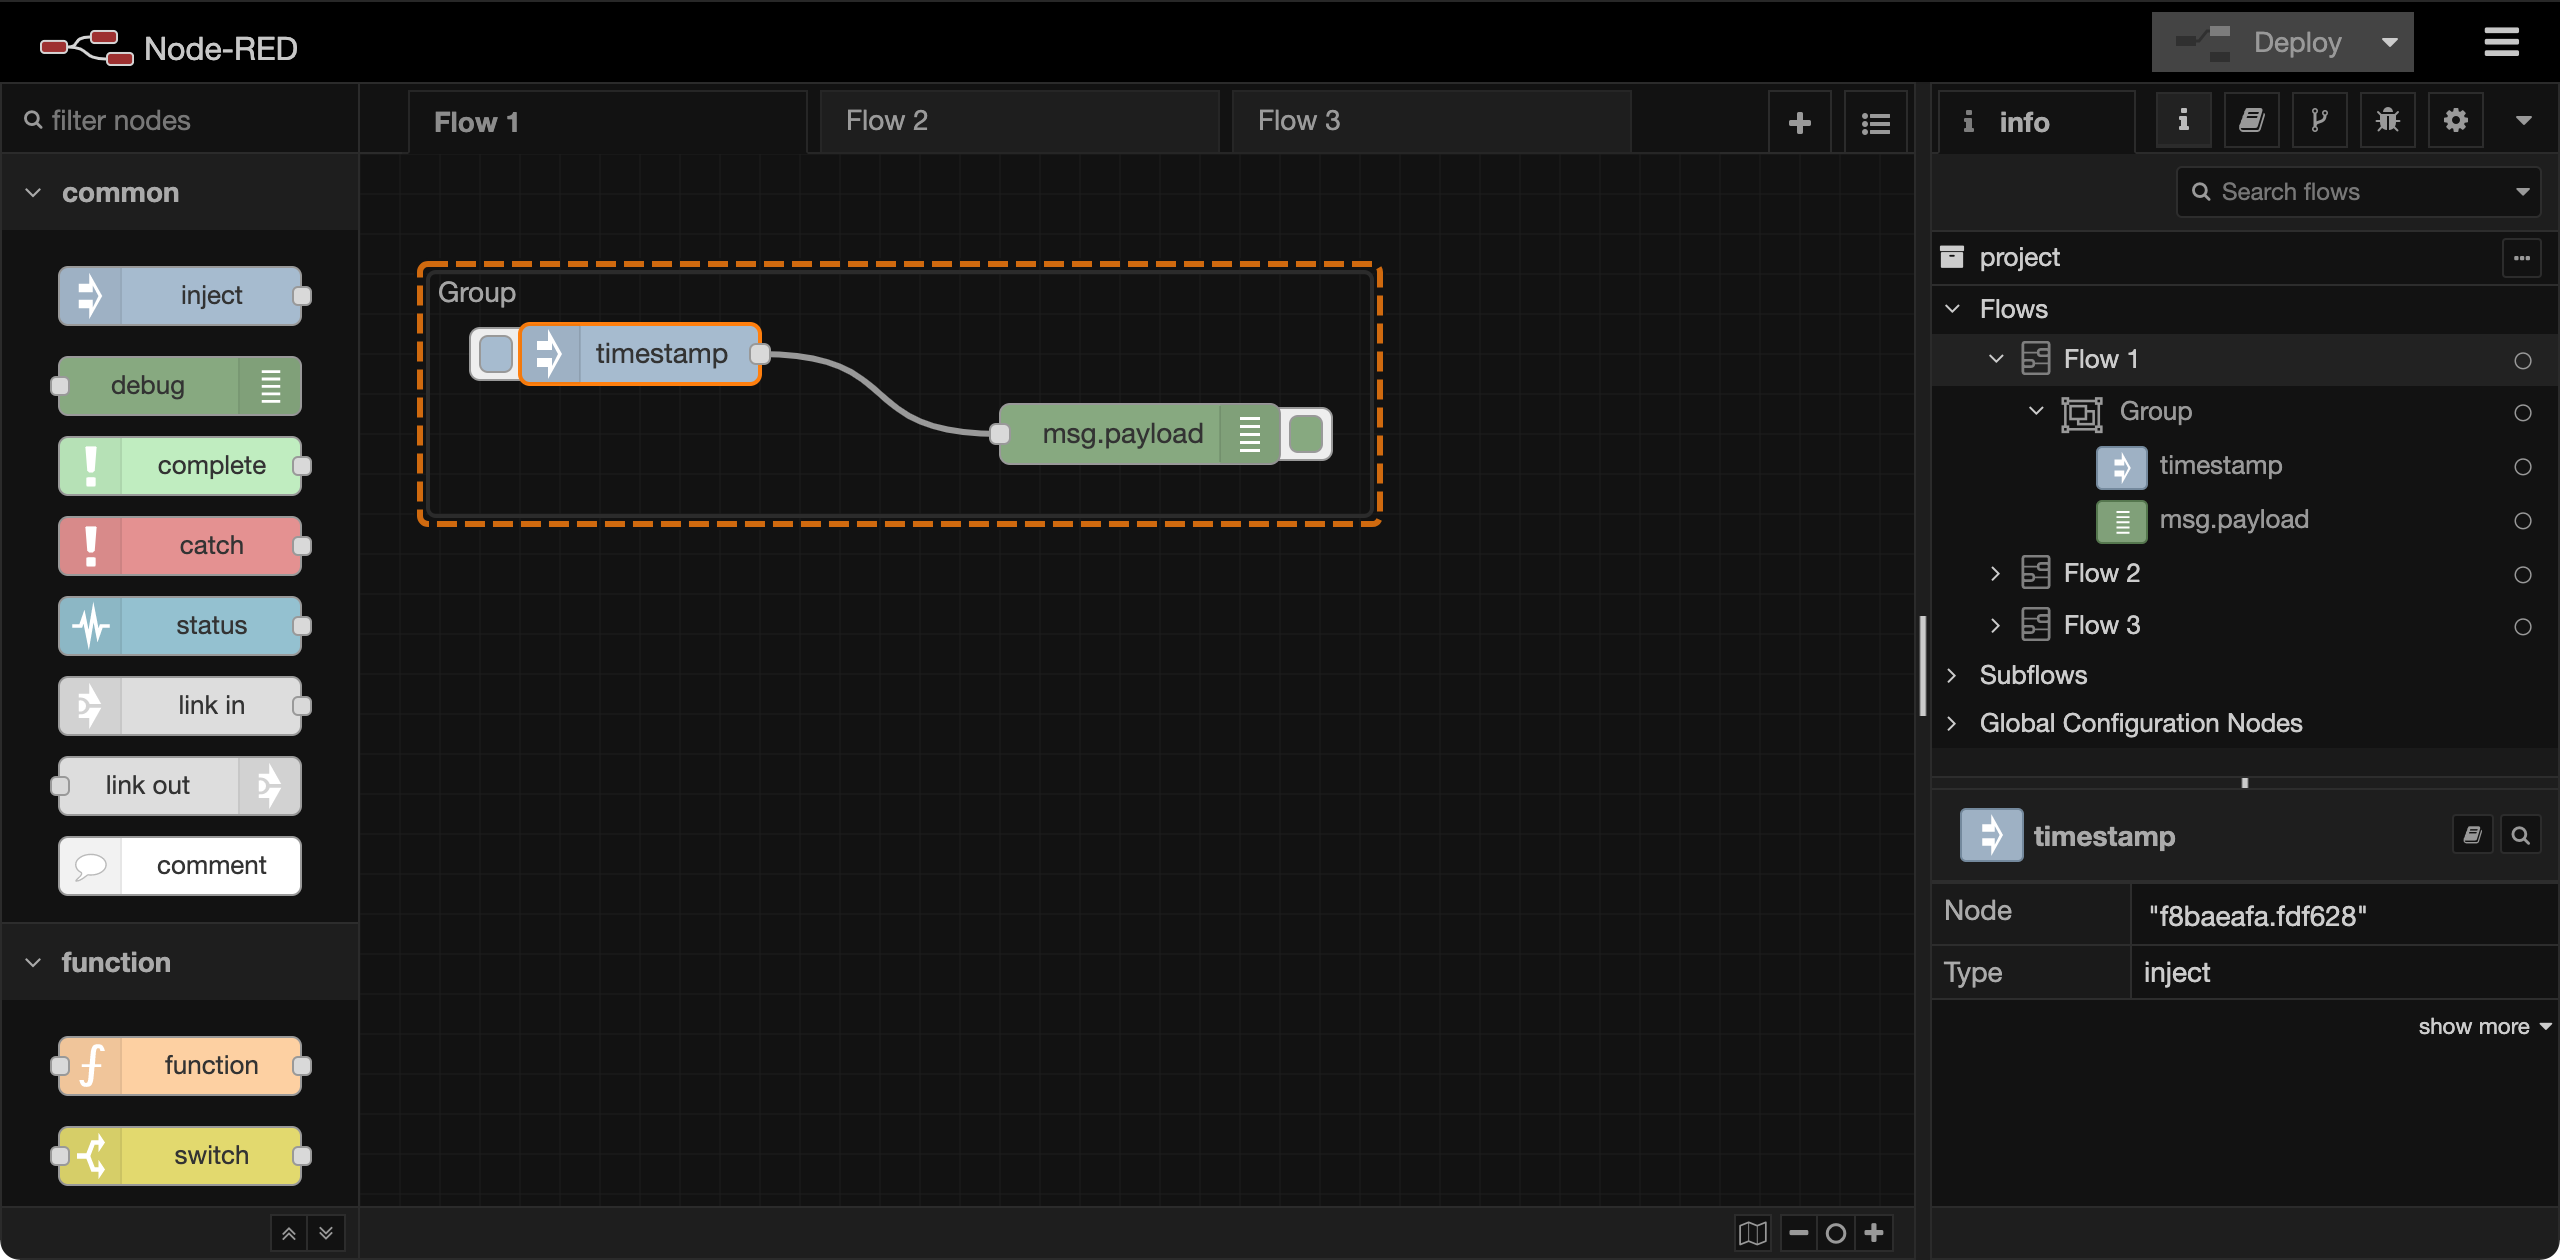 Node-RED
Deploy
filter nodes
Flow 1
Flow 2
Flow 3
info
Search flows
common
inject
debug
complete
catch
status
link in
link out
comment
function
function
switch
Group
timestamp
msg.payload
project
Flows
Flow 1
Group
timestamp
msg.payload
Flow 2
Flow 3
Subflows
Global Configuration Nodes
timestamp
Node "f8baeafa.fdf628"
Type inject
show more